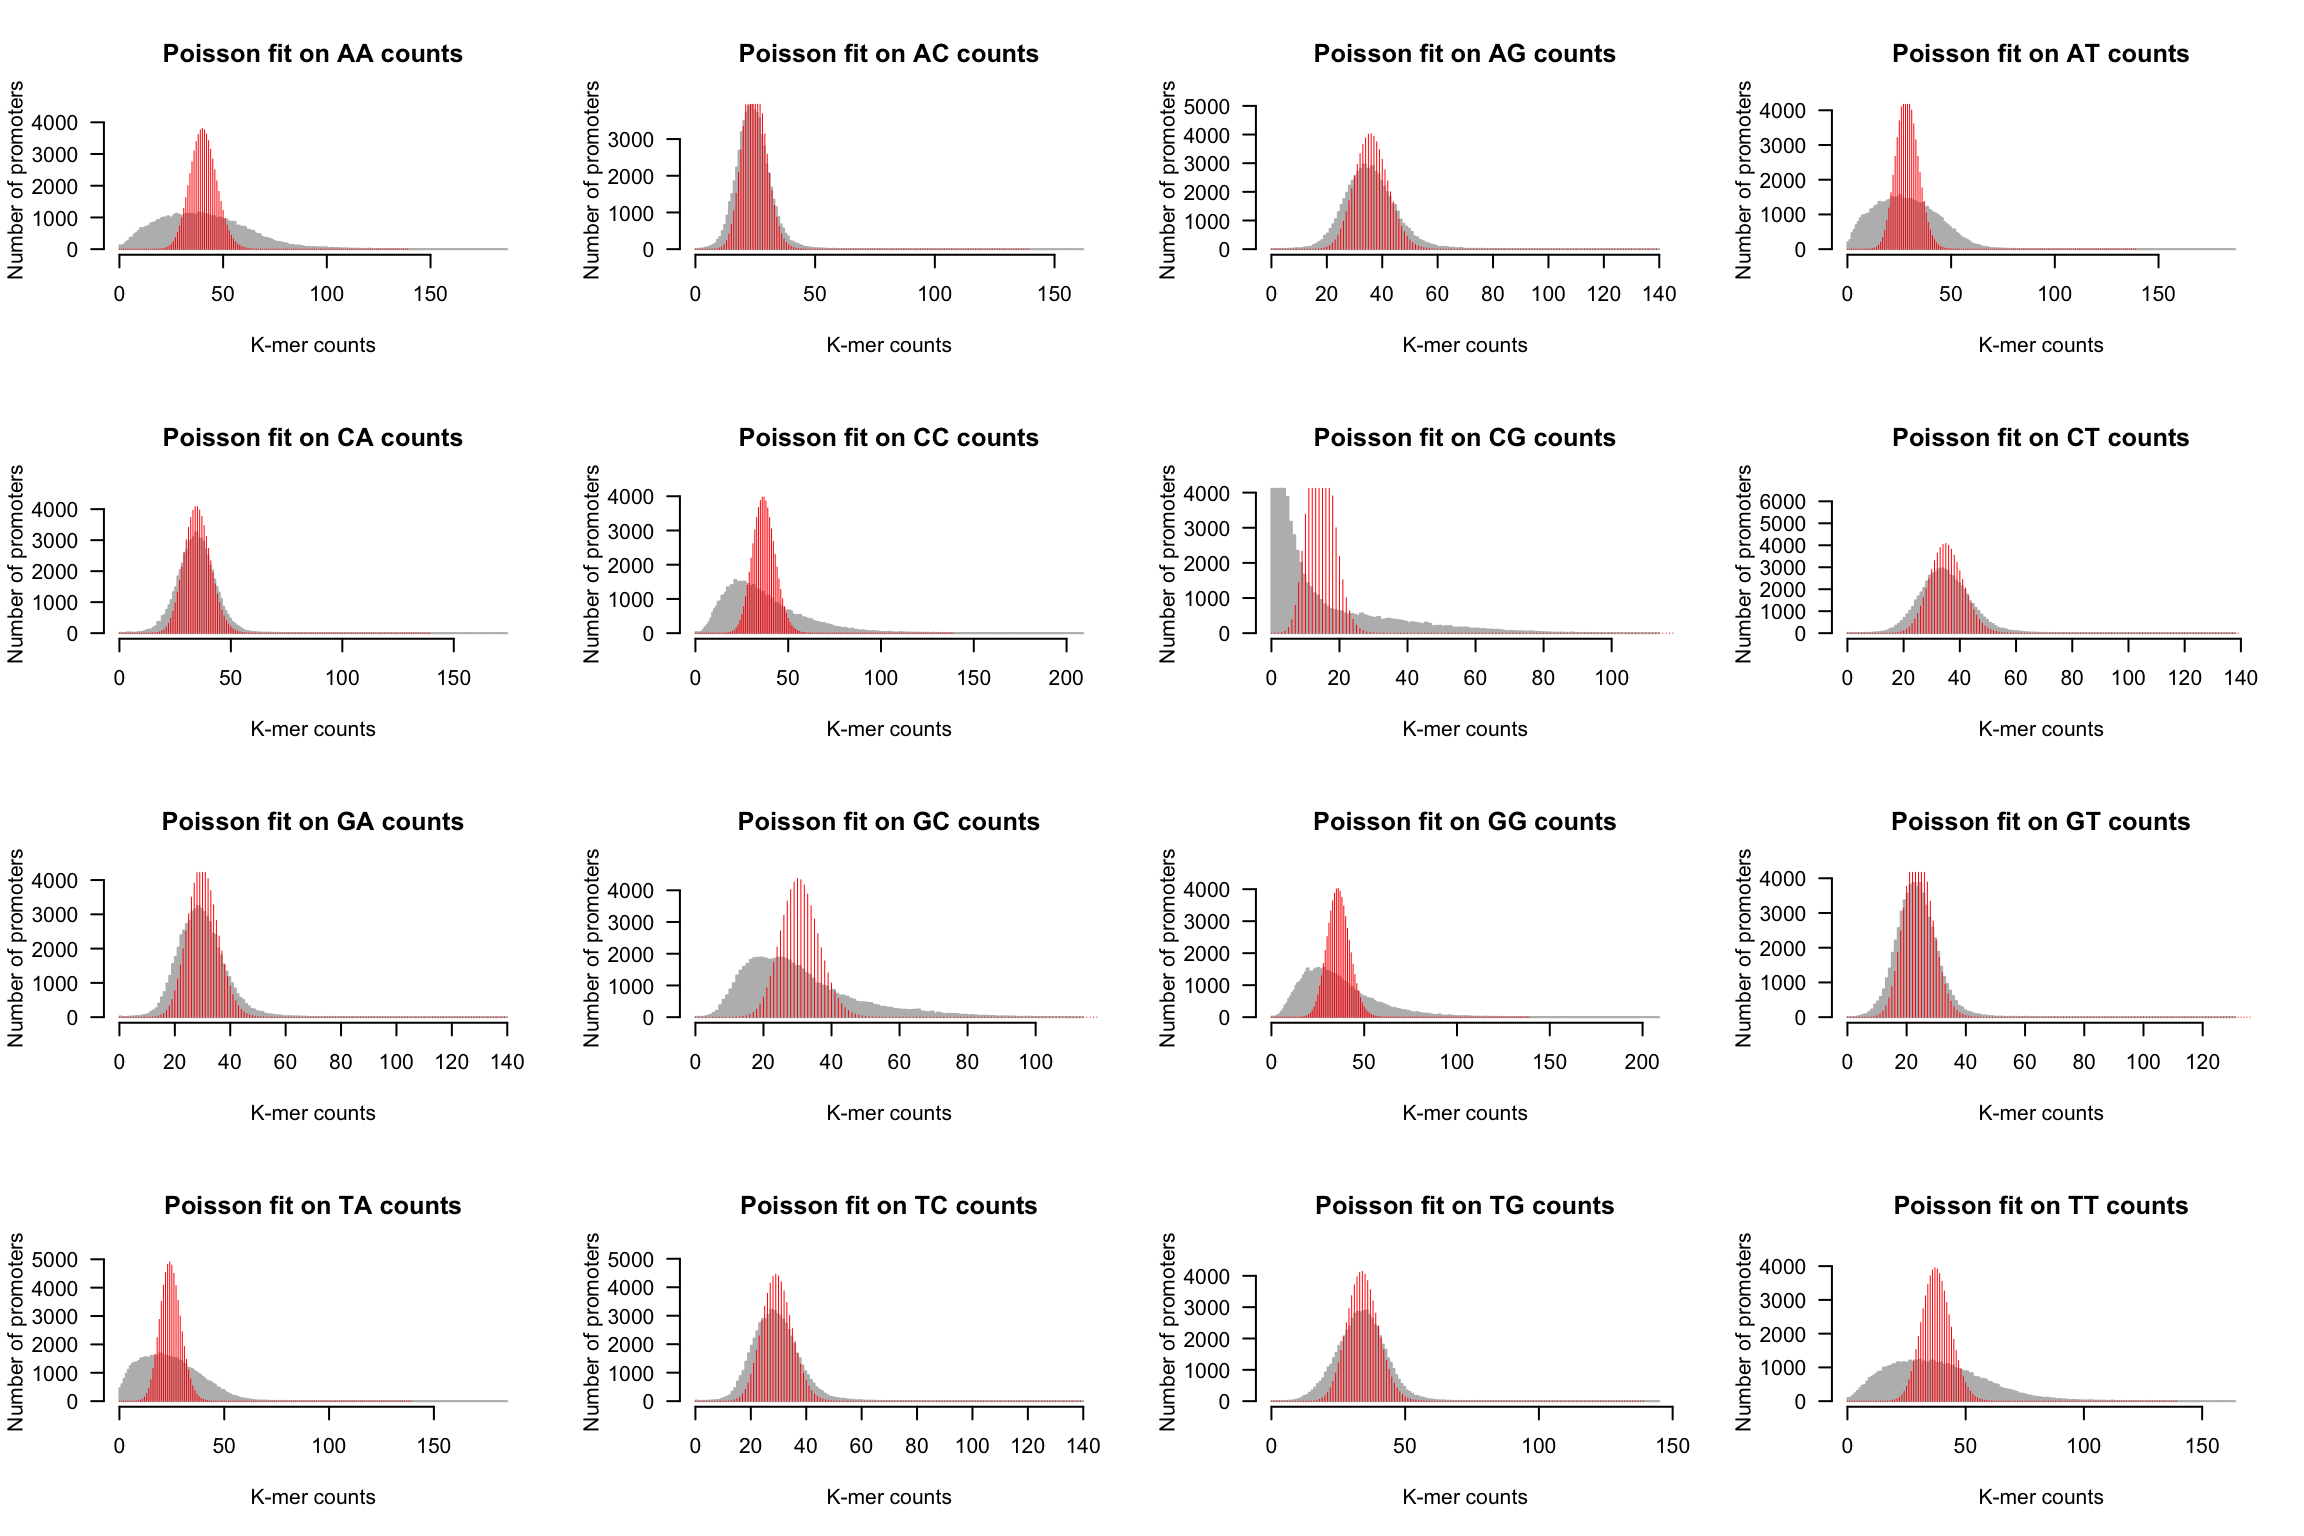 Poisson fit on AA counts
Number of promoters
4000
3000
2000
1000
0
0 50 100 150
K-mer counts
Poisson fit on AC counts
Number of promoters
3000
2000
1000
0
0 50 100 150
K-mer counts
Poisson fit on AG counts
Number of promoters
5000
4000
3000
2000
1000
0
0 20 40 60 80 100 120 140
K-mer counts
Poisson fit on AT counts
Number of promoters
4000
3000
2000
1000
0
0 50 100 150
K-mer counts
Poisson fit on CA counts
Number of promoters
4000
3000
2000
1000
0
0 50 100 150
K-mer counts
Poisson fit on CC counts
Number of promoters
4000
3000
2000
1000
0
0 50 100 150 200
K-mer counts
Poisson fit on CG counts
Number of promoters
4000
3000
2000
1000
0
0 20 40 60 80 100
K-mer counts
Poisson fit on CT counts
Number of promoters
6000
5000
4000
3000
2000
1000
0
0 20 40 60 80 100 120 140
K-mer counts
Poisson fit on GA counts
Number of promoters
4000
3000
2000
1000
0
0 20 40 60 80 100 120 140
K-mer counts
Poisson fit on GC counts
Number of promoters
4000
3000
2000
1000
0
0 20 40 60 80 100
K-mer counts
Poisson fit on GG counts
Number of promoters
4000
3000
2000
1000
0
0 50 100 150 200
K-mer counts
Poisson fit on GT counts
Number of promoters
4000
3000
2000
1000
0
0 20 40 60 80 100 120
K-mer counts
Poisson fit on TA counts
Number of promoters
5000
4000
3000
2000
1000
0
0 50 100 150
K-mer counts
Poisson fit on TC counts
Number of promoters
5000
4000
3000
2000
1000
0
0 20 40 60 80 100 120 140
K-mer counts
Poisson fit on TG counts
Number of promoters
4000
3000
2000
1000
0
0 50 100 150
K-mer counts
Poisson fit on TT counts
Number of promoters
4000
3000
2000
1000
0
0 50 100 150
K-mer counts